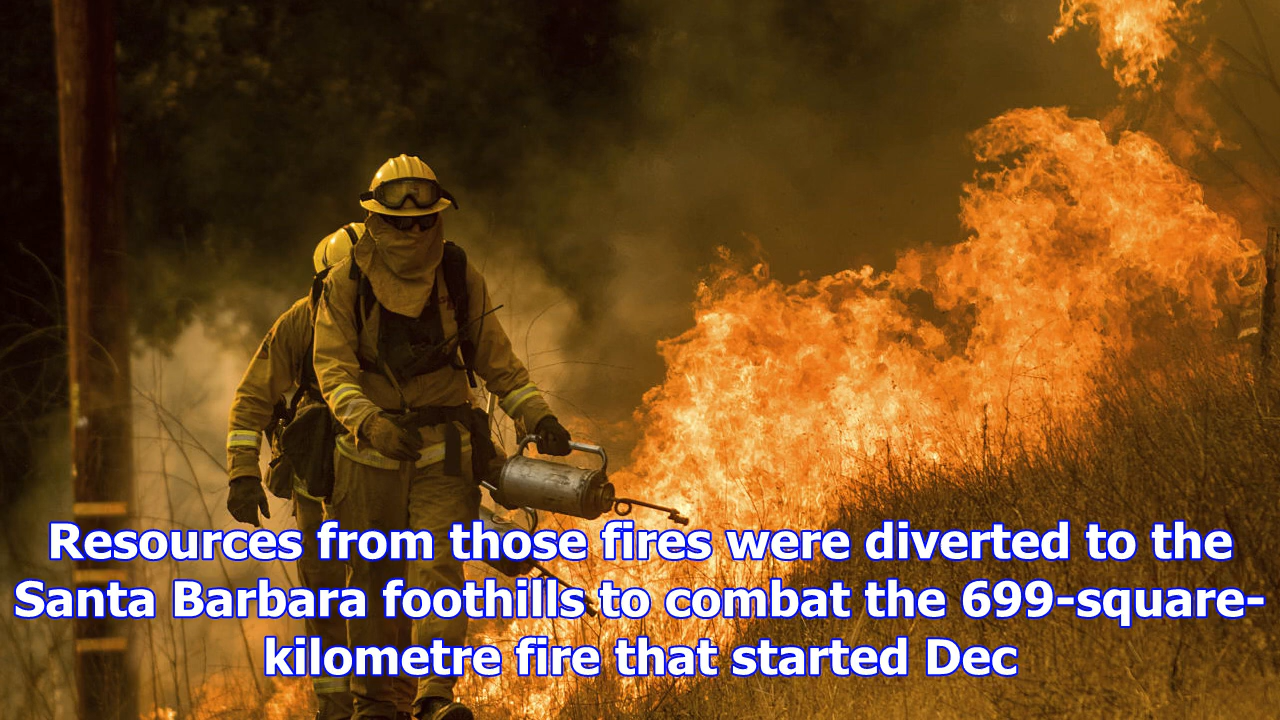 Resources from those fires were diverted to the
Santa Barbara foothills to combat the 699-square-
kilometre fire that started Dec